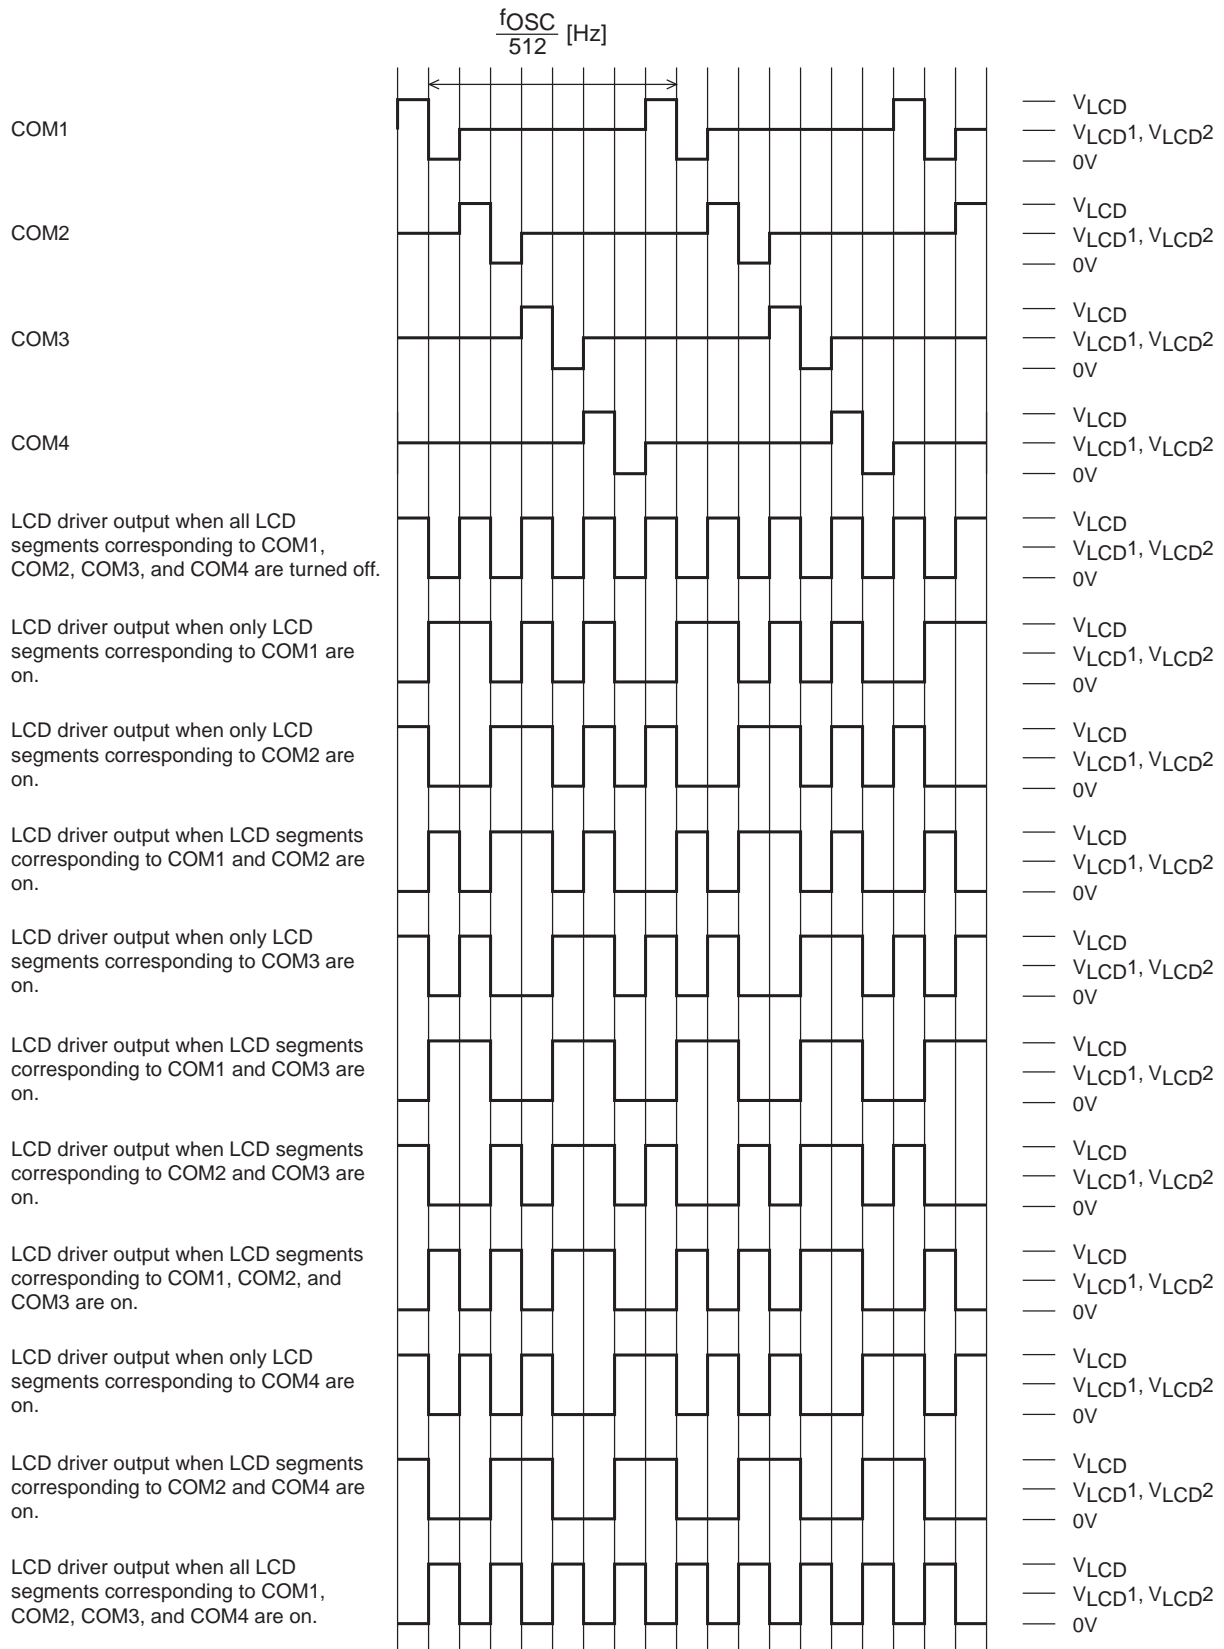 fOSC
512 [Hz]
VLCD
COM1
VLCD1, VLCD2
0V
VLCD
COM2
VLCD1, VLCD2
0V
VLCD
COM3
VLCD1, VLCD2
0V
VLCD
COM4
VLCD1, VLCD2
0V
LCD driver output when all LCD
segments corresponding to COM1,
COM2, COM3, and COM4 are turned off.
VLCD
VLCD1, VLCD2
0V
LCD driver output when only LCD
segments corresponding to COM1 are
on.
VLCD
VLCD1, VLCD2
0V
LCD driver output when only LCD
segments corresponding to COM2 are
on.
VLCD
VLCD1, VLCD2
0V
LCD driver output when LCD segments
corresponding to COM1 and COM2 are
on.
VLCD
VLCD1, VLCD2
0V
LCD driver output when only LCD
segments corresponding to COM3 are
on.
VLCD
VLCD1, VLCD2
0V
LCD driver output when LCD segments
corresponding to COM1 and COM3 are
on.
VLCD
VLCD1, VLCD2
0V
LCD driver output when LCD segments
corresponding to COM2 and COM3 are
on.
VLCD
VLCD1, VLCD2
0V
LCD driver output when LCD segments
corresponding to COM1, COM2, and
COM3 are on.
VLCD
VLCD1, VLCD2
0V
LCD driver output when only LCD
segments corresponding to COM4 are
on.
VLCD
VLCD1, VLCD2
0V
LCD driver output when LCD segments
corresponding to COM2 and COM4 are
on.
VLCD
VLCD1, VLCD2
0V
LCD driver output when all LCD
segments corresponding to COM1,
COM2, COM3, and COM4 are on.
VLCD
VLCD1, VLCD2
0V